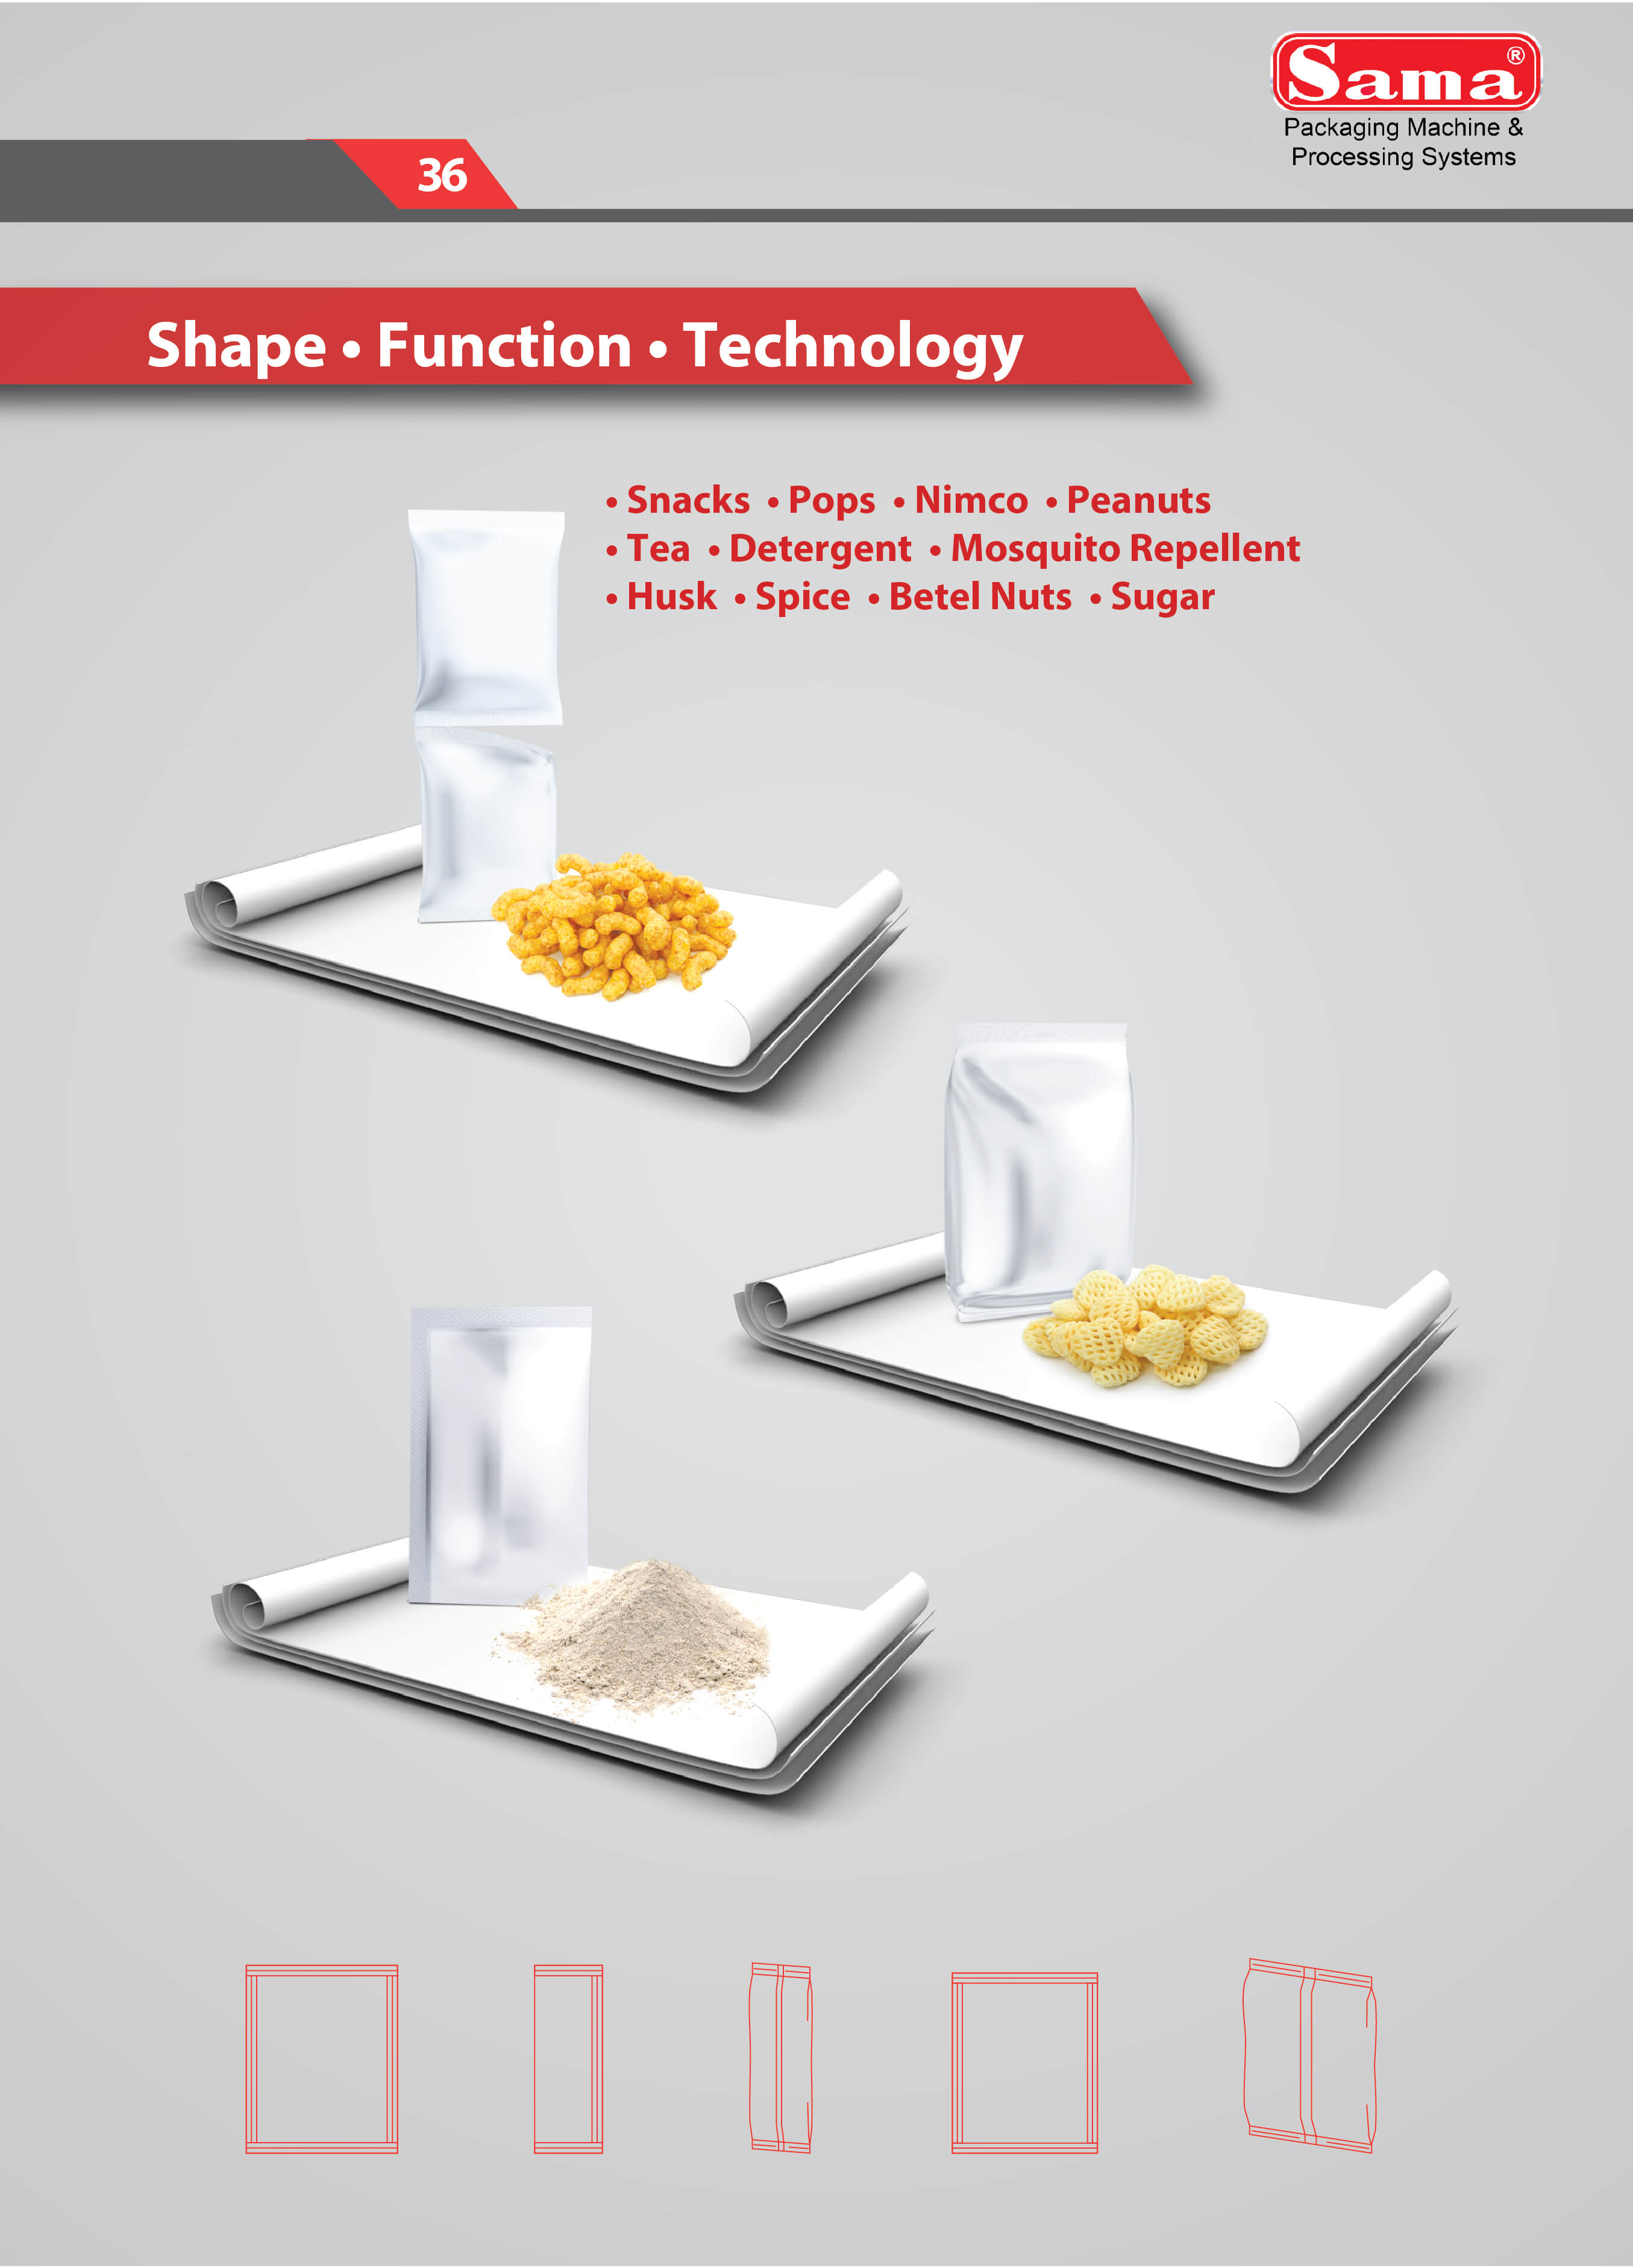 Sama®
Packaging Machine &
Processing Systems
36
Shape • Function • Technology
• Snacks • Pops • Nimco • Peanuts
• Tea • Detergent • Mosquito Repellent
• Husk • Spice • Betel Nuts • Sugar